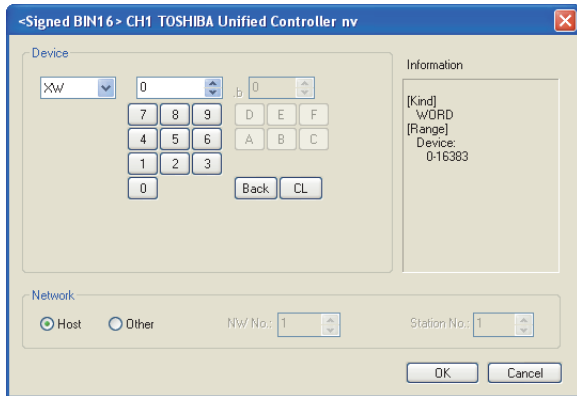 <Signed BIN16> CH1 TOSHIBA Unified Controller nv
Device
XW 0 .b 0
7 8 9 D E F
4 5 6 A B C
1 2 3
0 Back CL
Information
[Kind]
WORD
[Range]
Device:
0-16383
Network
Host Other NW No.: 1 Station No.: 1
OK Cancel